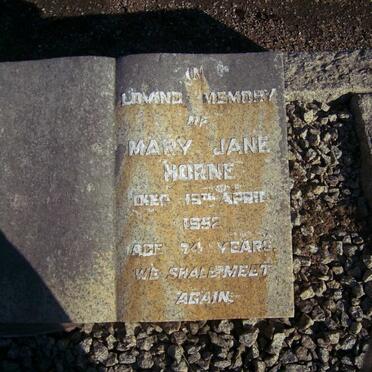 IN
LOVING MEMORY
OF
MARY JANE
HORNE
DIED 15TH APRIL
1952
AGE 74 YEARS
WE SHALL MEET
AGAIN.